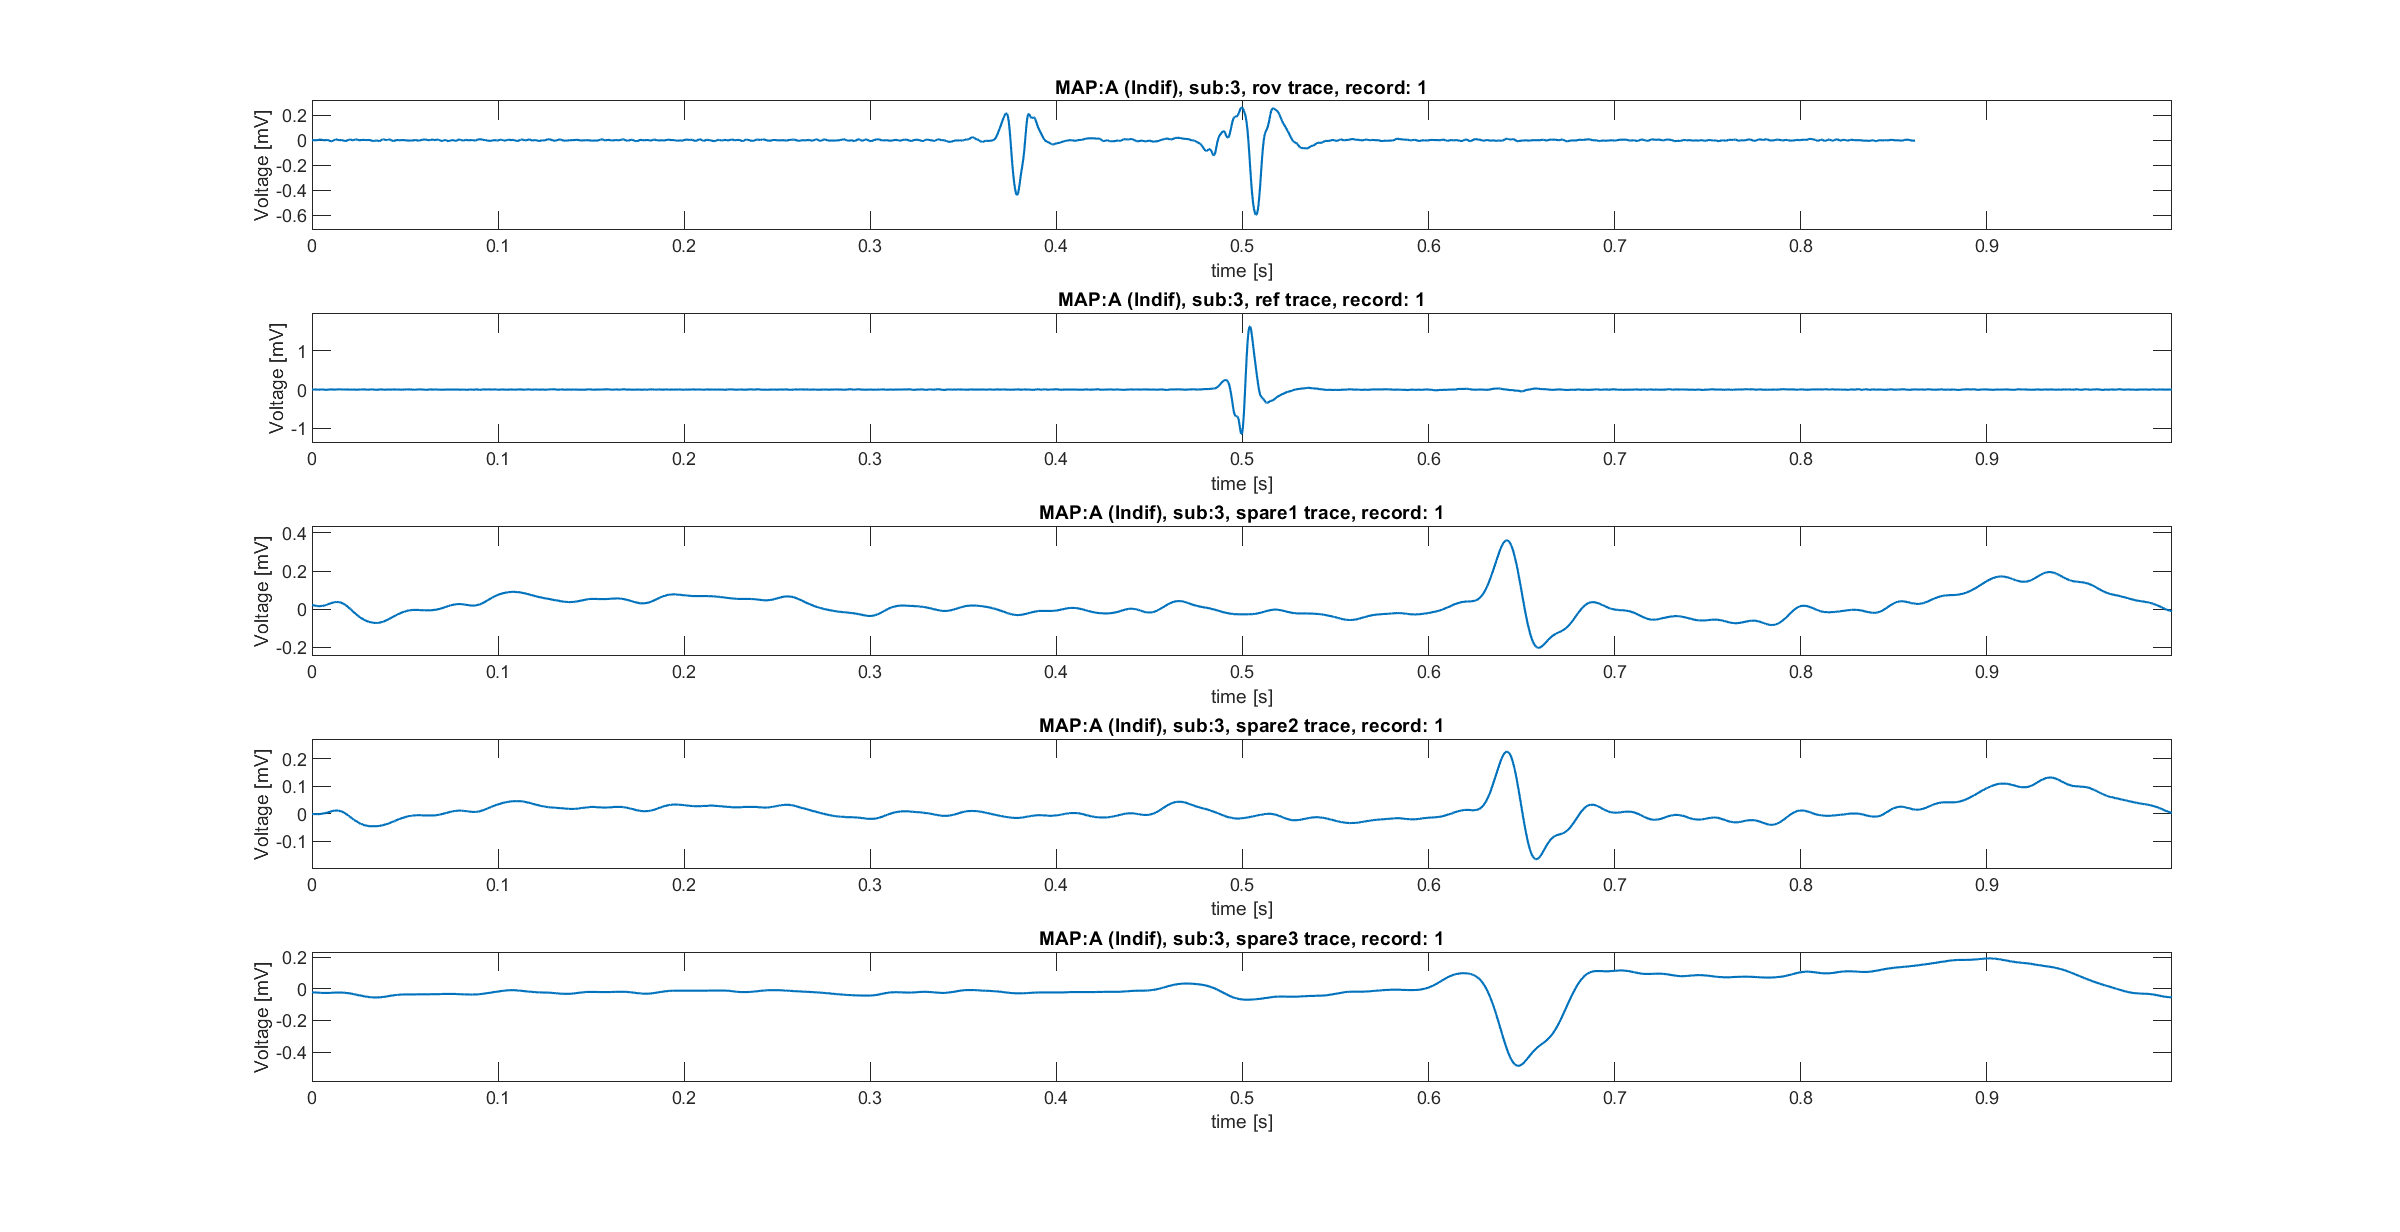 MAP:A (Indif), sub:3, rov trace, record: 1
Voltage [mV]
0.2
0
-0.2
-0.4
-0.6
0 0.1 0.2 0.3 0.4 0.5 0.6 0.7 0.8 0.9
time [s]
MAP:A (Indif), sub:3, ref trace, record: 1
Voltage [mV]
1
0
-1
0 0.1 0.2 0.3 0.4 0.5 0.6 0.7 0.8 0.9
time [s]
MAP:A (Indif), sub:3, spare1 trace, record: 1
Voltage [mV]
0.4
0.2
0
-0.2
0 0.1 0.2 0.3 0.4 0.5 0.6 0.7 0.8 0.9
time [s]
MAP:A (Indif), sub:3, spare2 trace, record: 1
Voltage [mV]
0.2
0.1
0
-0.1
0 0.1 0.2 0.3 0.4 0.5 0.6 0.7 0.8 0.9
time [s]
MAP:A (Indif), sub:3, spare3 trace, record: 1
Voltage [mV]
0.2
0
-0.2
-0.4
0 0.1 0.2 0.3 0.4 0.5 0.6 0.7 0.8 0.9
time [s]